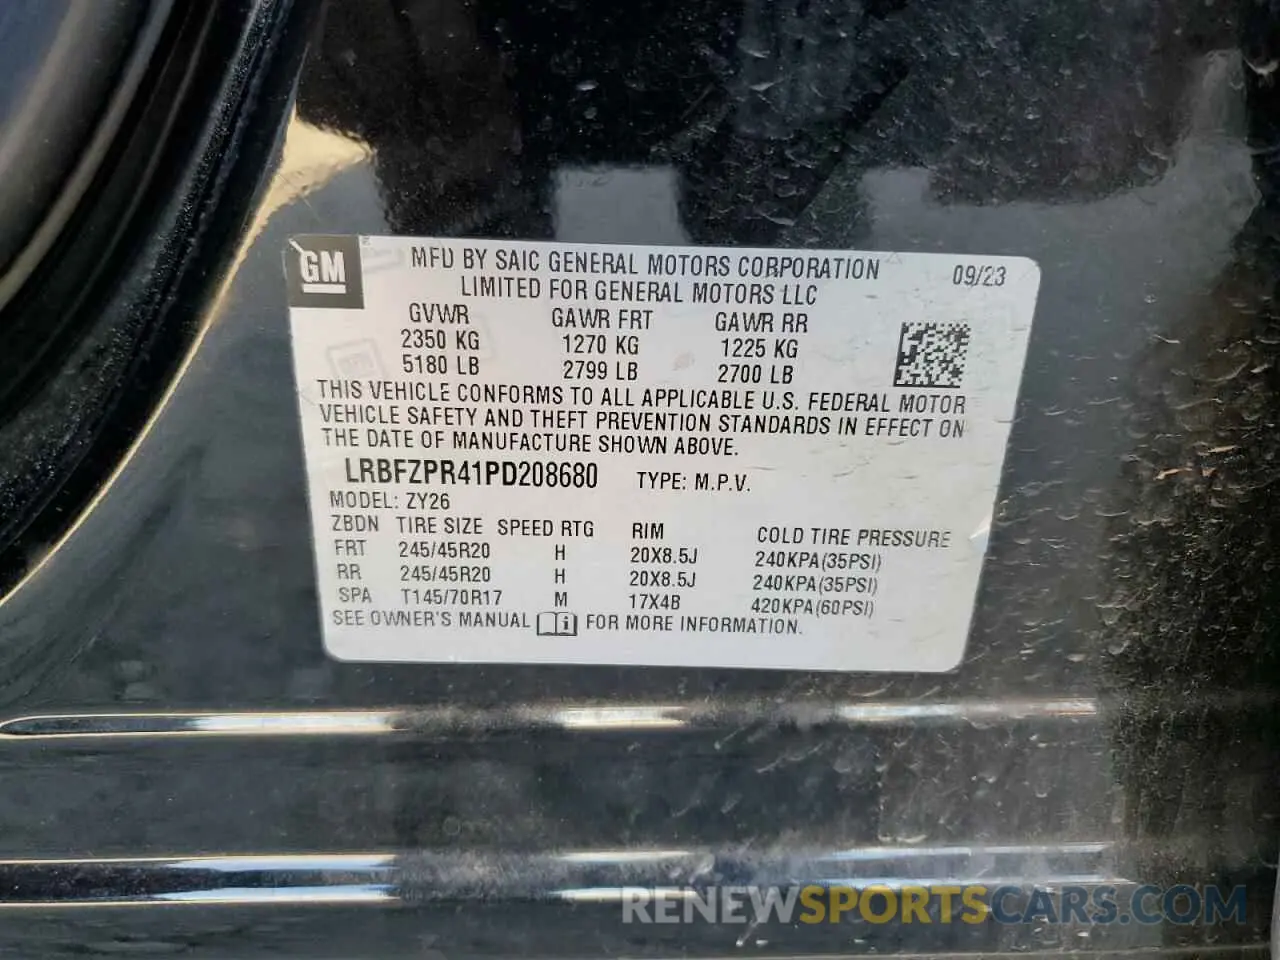 GM
MFD BY SAIC GENERAL MOTORS CORPORATION 09/23
LIMITED FOR GENERAL MOTORS LLC
GVWR GAWR FRT GAWR RR
2350 KG 1270 KG 1225 KG
5180 LB 2799 LB 2700 LB
THIS VEHICLE CONFORMS TO ALL APPLICABLE U.S. FEDERAL MOTOR
VEHICLE SAFETY AND THEFT PREVENTION STANDARDS IN EFFECT ON
THE DATE OF MANUFACTURE SHOWN ABOVE.
LRBFZPR41PD208680 TYPE: M.P.V.
MODEL: ZY26
ZBDN TIRE SIZE SPEED RTG RIM COLD TIRE PRESSURE
FRT 245/45R20 H 20X8.5J 240KPA(35PSI)
RR 245/45R20 H 20X8.5J 240KPA(35PSI)
SPA T145/70R17 M 17X4B 420KPA(60PSI)
SEE OWNER'S MANUAL FOR MORE INFORMATION.
RENEWSPORTSCARS.COM